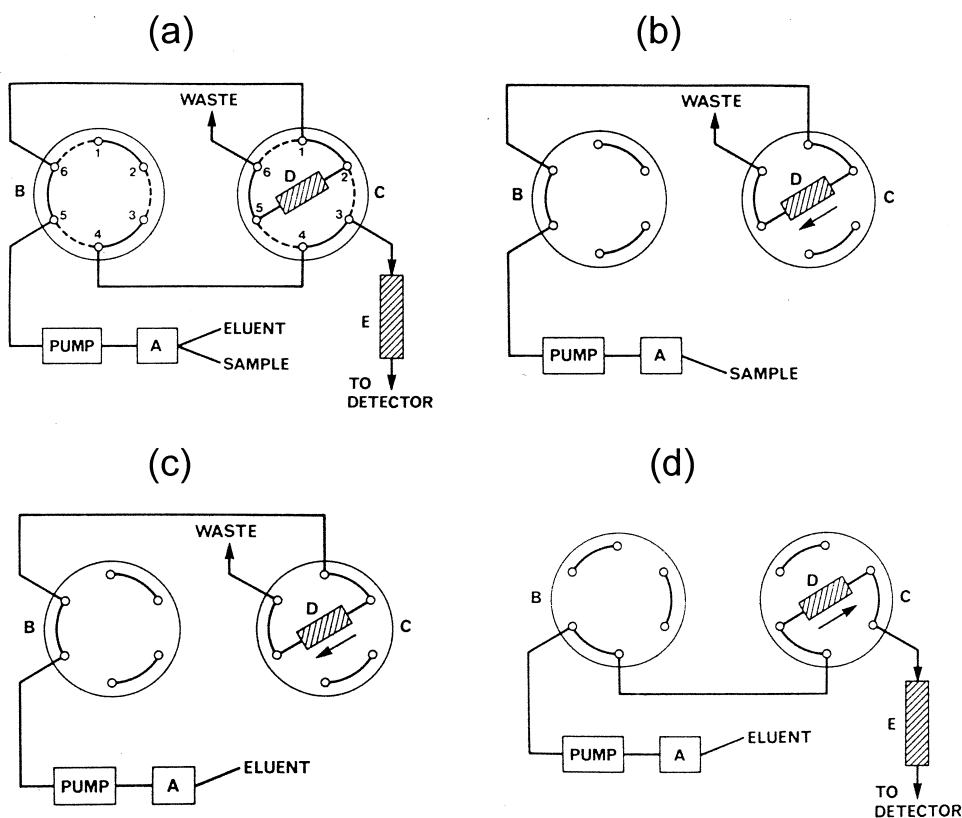 (a)
WASTE
1
2
3
4
5
6
B
1
2
3
4
5
6
D
C
E
PUMP
A
ELUENT
SAMPLE
TO
DETECTOR
(b)
WASTE
B
D
C
PUMP
A
SAMPLE
(c)
WASTE
B
D
C
PUMP
A
ELUENT
(d)
B
D
C
E
PUMP
A
ELUENT
TO
DETECTOR